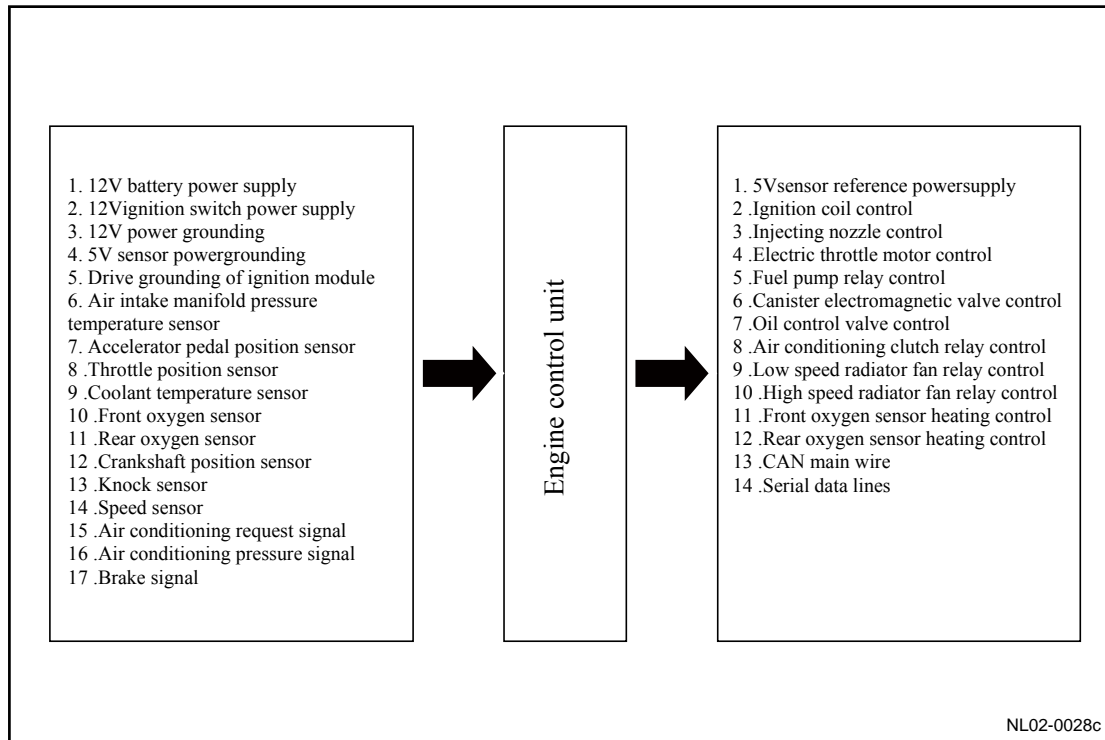 1. 12V battery power supply
2. 12Vignition switch power supply
3. 12V power grounding
4. 5V sensor powergrounding
5. Drive grounding of ignition module
6. Air intake manifold pressure
temperature sensor
7. Accelerator pedal position sensor
8 .Throttle position sensor
9 .Coolant temperature sensor
10 .Front oxygen sensor
11 .Rear oxygen sensor
12 .Crankshaft position sensor
13 .Knock sensor
14 .Speed sensor
15 .Air conditioning request signal
16 .Air conditioning pressure signal
17 .Brake signal
Engine control unit
1. 5Vsensor reference powersupply
2 .Ignition coil control
3 .Injecting nozzle control
4 .Electric throttle motor control
5 .Fuel pump relay control
6 .Canister electromagnetic valve control
7 .Oil control valve control
8 .Air conditioning clutch relay control
9 .Low speed radiator fan relay control
10 .High speed radiator fan relay control
11 .Front oxygen sensor heating control
12 .Rear oxygen sensor heating control
13 .CAN main wire
14 .Serial data lines
NL02-0028c